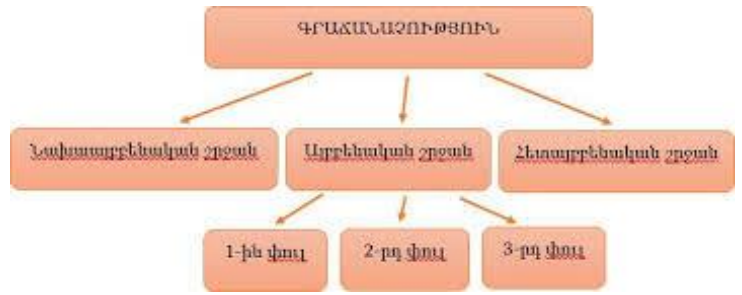 ԳՐԱՃԱՆԱՉՈՒԹՅՈՒՆ
Նախաայբբենական շրջան
Այբբենական շրջան
Հետայբբենական շրջան
1-ին փուլ
2-րդ փուլ
3-րդ փուլ